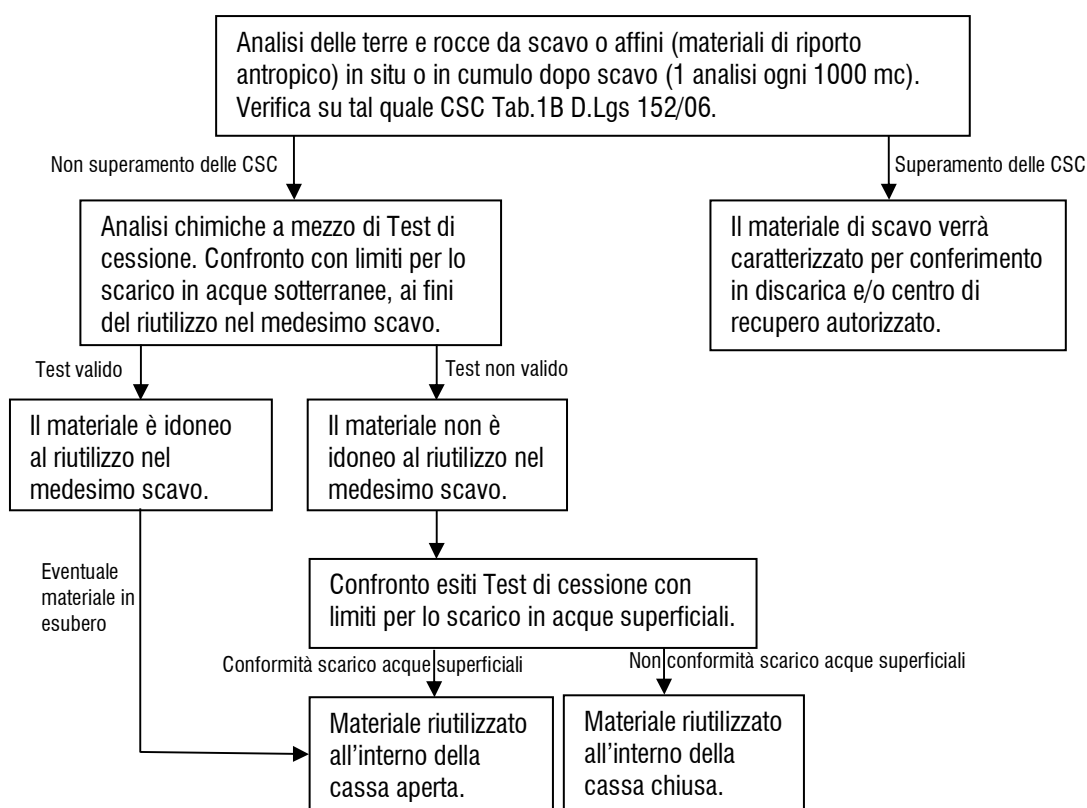 Analisi delle terre e rocce da scavo o affini (materiali di riporto
antropico) in situ o in cumulo dopo scavo (1 analisi ogni 1000 mc).
Verifica su tal quale CSC Tab.1B D.Lgs 152/06.
Non superamento delle CSC
Superamento delle CSC
Analisi chimiche a mezzo di Test di
cessione. Confronto con limiti per lo
scarico in acque sotterranee, ai fini
del riutilizzo nel medesimo scavo.
Il materiale di scavo verrà
caratterizzato per conferimento
in discarica e/o centro di
recupero autorizzato.
Test valido
Test non valido
Il materiale è idoneo
al riutilizzo nel
medesimo scavo.
Il materiale non è
idoneo al riutilizzo nel
medesimo scavo.
Eventuale
materiale in
esubero
Confronto esiti Test di cessione con
limiti per lo scarico in acque superficiali.
Conformità scarico acque superficiali
Non conformità scarico acque superficiali
Materiale riutilizzato
all'interno della
cassa aperta.
Materiale riutilizzato
all'interno della
cassa chiusa.